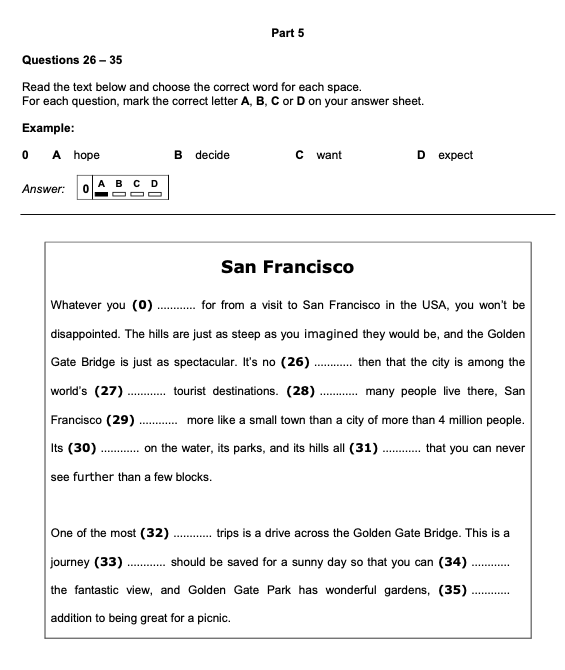 Part 5
Questions 26 – 35
Read the text below and choose the correct word for each space.
For each question, mark the correct letter A, B, C or D on your answer sheet.
Example:
0 A hope B decide C want D expect
Answer: 0 A B C D
San Francisco
Whatever you (0) ............ for from a visit to San Francisco in the USA, you won't be
disappointed. The hills are just as steep as you imagined they would be, and the Golden
Gate Bridge is just as spectacular. It's no (26) ............ then that the city is among the
world's (27) ............ tourist destinations. (28) ............ many people live there, San
Francisco (29) ............ more like a small town than a city of more than 4 million people.
Its (30) ............ on the water, its parks, and its hills all (31) ............ that you can never
see further than a few blocks.
One of the most (32) ............ trips is a drive across the Golden Gate Bridge. This is a
journey (33) ............ should be saved for a sunny day so that you can (34) ............
the fantastic view, and Golden Gate Park has wonderful gardens, (35) ............
addition to being great for a picnic.